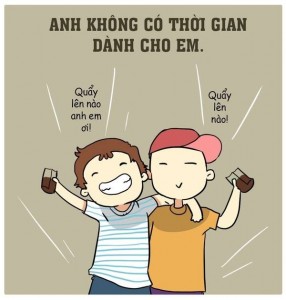 ANH KHÔNG CÓ THỜI GIAN
DÀNH CHO EM.
Quẩy
lên nào
anh em
ơi!
Quẩy
lên
nào!